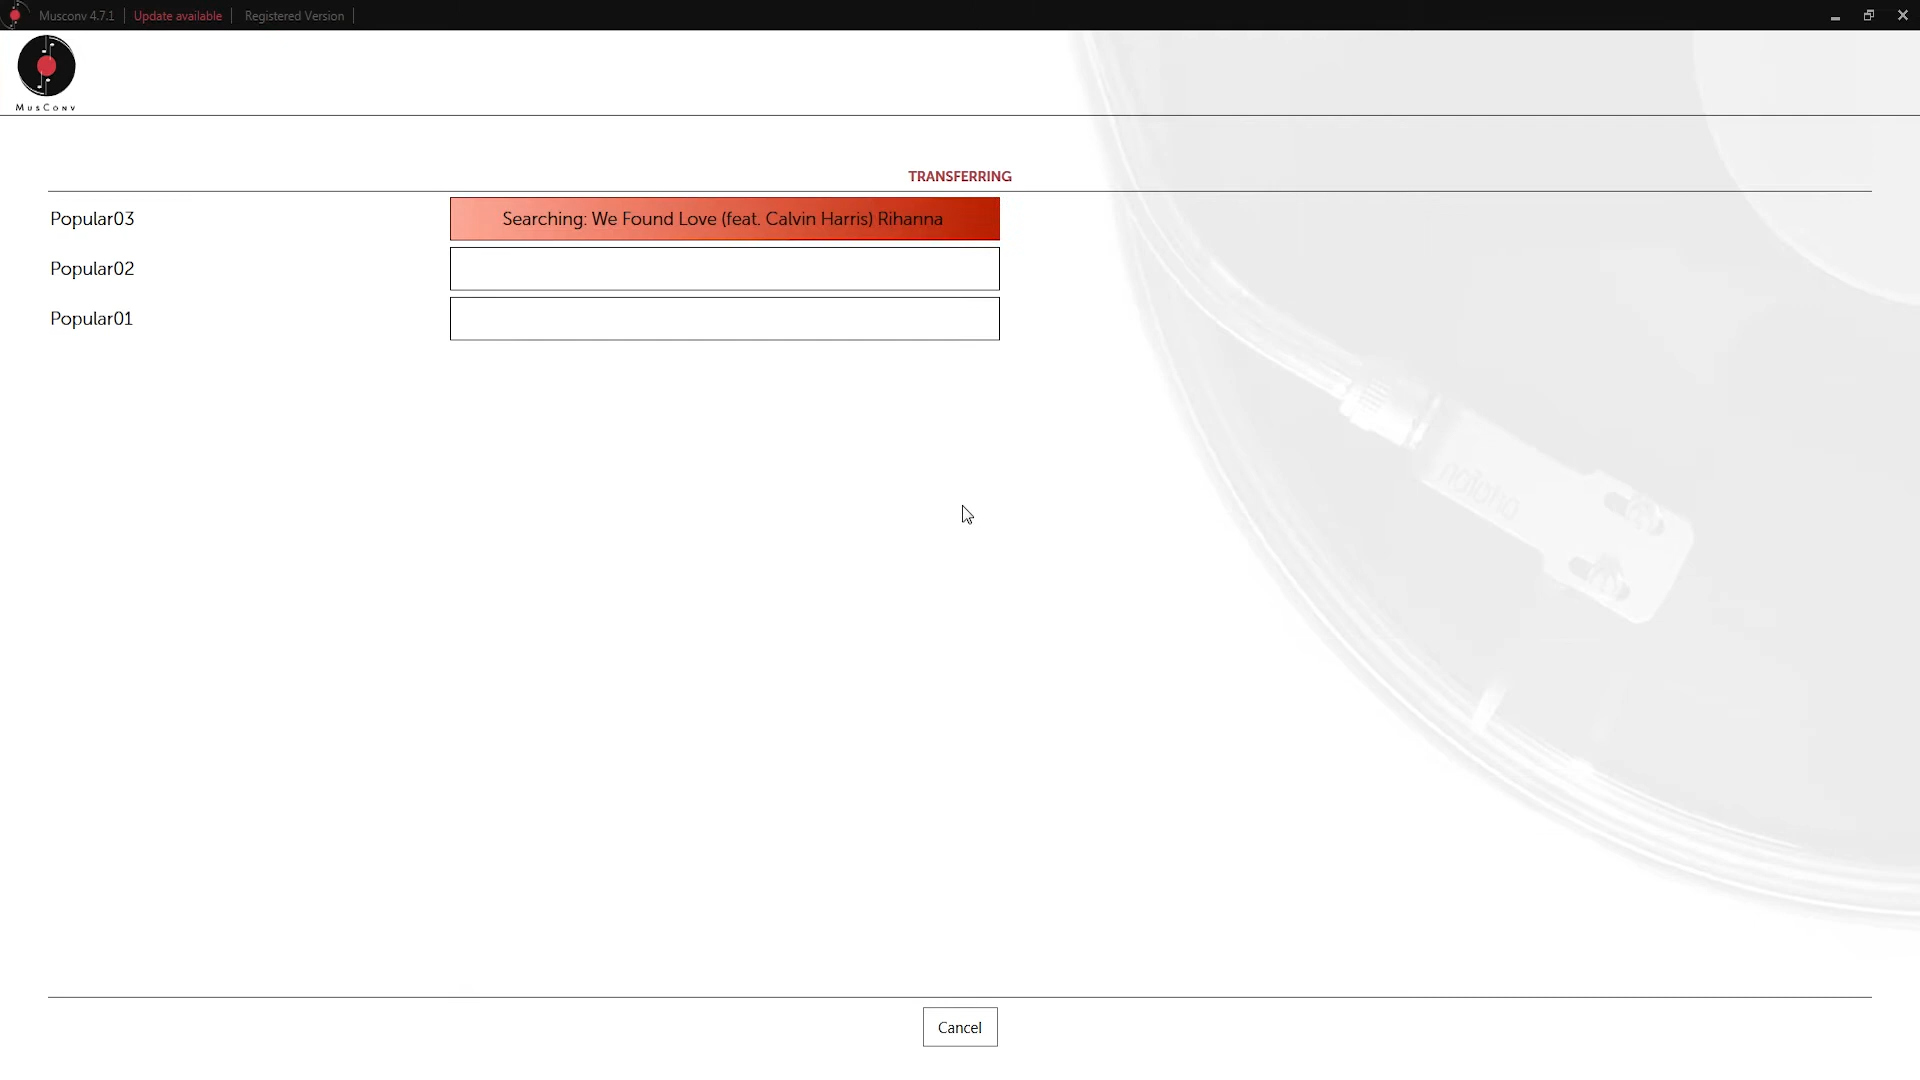 Musconv 4.7.1 Update available Registered Version
MusConv
TRANSFERRING
Popular03 Searching: We Found Love (feat. Calvin Harris) Rihanna
Popular02
Popular01
Cancel